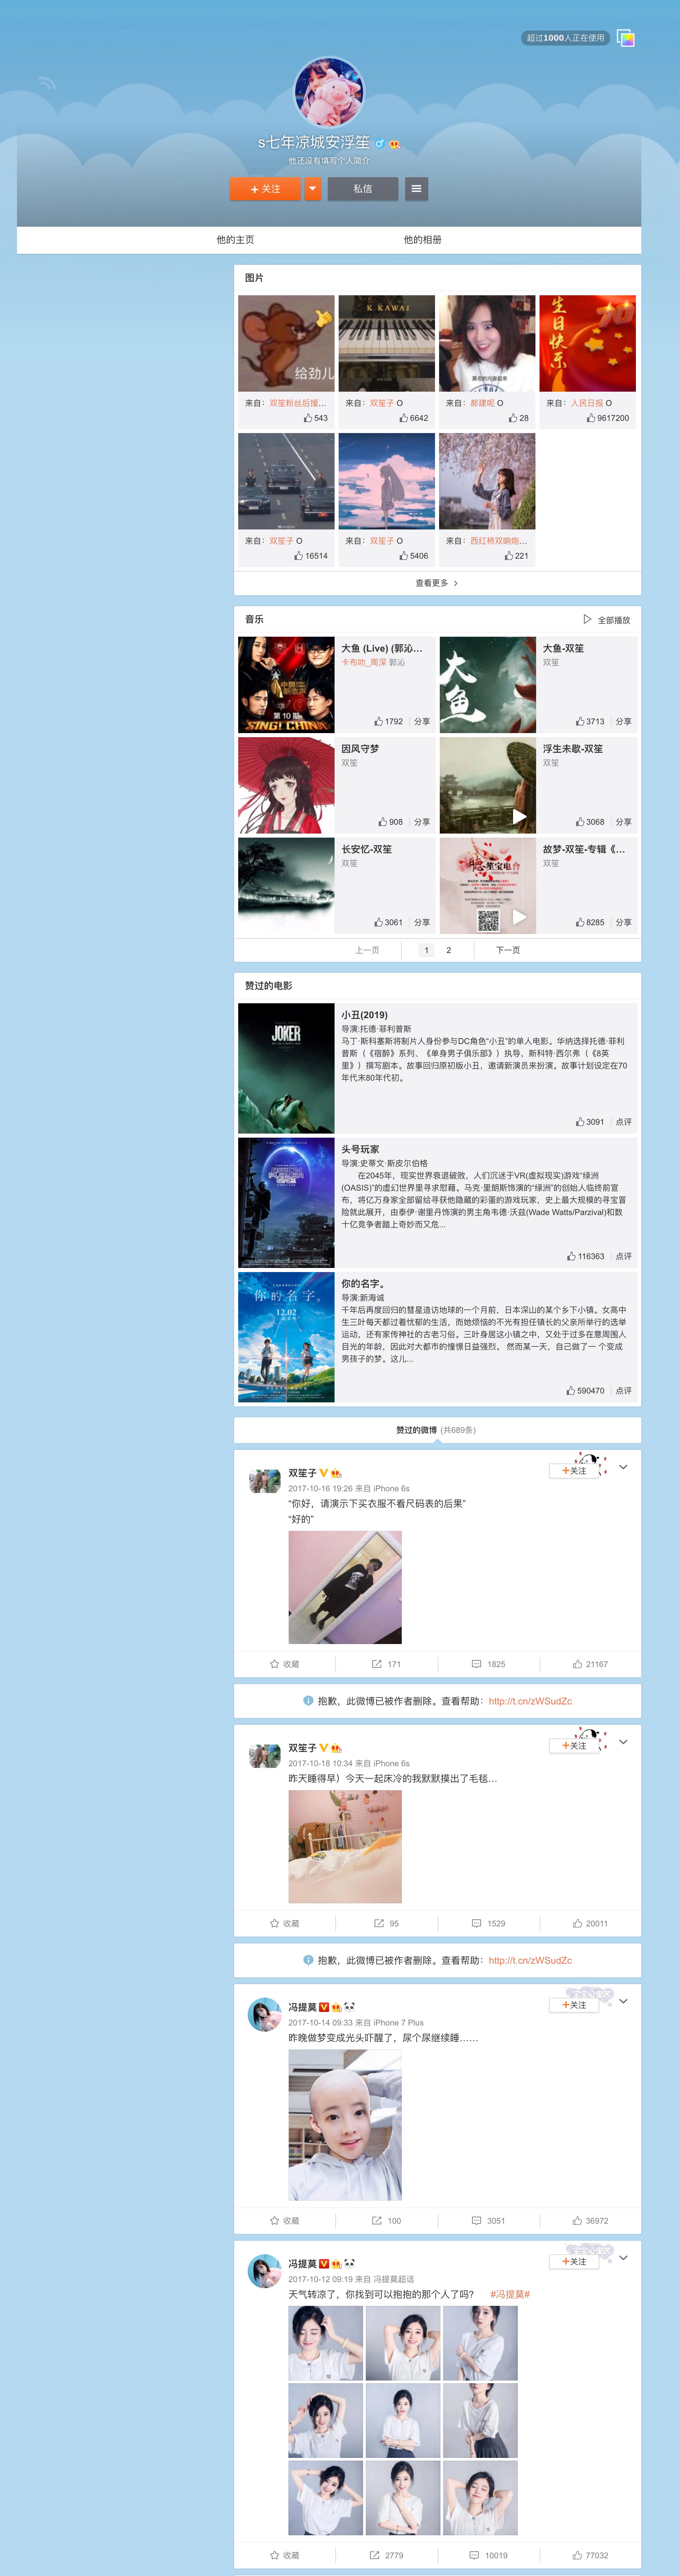 超过1000人正在使用
s七年凉城安浮笙
他还没有填写个人简介
+ 关注
私信
他的主页
他的相册
图片
K.KAWAI
给劲儿
生日快乐
70
来自：双笙粉丝后援...
543
来自：双笙子 O
6642
来自：郝建呢 O
28
来自：人民日报 O
9617200
来自：双笙子 O
16514
来自：双笙子 O
5406
来自：西红柿双响炮...
221
查看更多 >
音乐
全部播放
中国新歌声
第10期
SING! CHINA
大鱼 (Live) (郭沁...
卡布叻_周深 郭沁
1792 分享
大鱼
大鱼-双笙
双笙
3713 分享
因风守梦
双笙
908 分享
浮生未歇-双笙
双笙
3068 分享
长安忆-双笙
双笙
3061 分享
故梦-双笙-专辑《...
双笙
8285 分享
上一页 1 2 下一页
赞过的电影
JOKER
小丑(2019)
导演:托德·菲利普斯
马丁·斯科塞斯将制片人身份参与DC角色“小丑”的单人电影。华纳选择托德·菲利
普斯（《宿醉》系列、《单身男子俱乐部》）执导，斯科特·西尔弗（《8英
里》）撰写剧本。故事回归原初版小丑，邀请新演员来扮演。故事计划设定在70
年代末80年代初。
3091 点评
头号玩家
导演:史蒂文·斯皮尔伯格
在2045年，现实世界衰退破败，人们沉迷于VR(虚拟现实)游戏“绿洲
(OASIS)”的虚幻世界里寻求慰藉。马克·里朗斯饰演的“绿洲”的创始人临终前宣
布，将亿万身家全部留给寻获他隐藏的彩蛋的游戏玩家，史上最大规模的寻宝冒
险就此展开，由泰伊·谢里丹饰演的男主角韦德·沃兹(Wade Watts/Parzival)和数
十亿竞争者踏上奇妙而又危...
116363 点评
你的名字。
12.02
你的名字。
导演:新海诚
千年后再度回归的彗星造访地球的一个月前，日本深山的某个乡下小镇。女高中
生三叶每天都过着忧郁的生活，而她烦恼的不光有担任镇长的父亲所举行的选举
运动，还有家传神社的古老习俗。三叶身居这小镇之中，又处于过多在意周围人
目光的年龄，因此对大都市的憧憬日益强烈。 然而某一天，自己做了一 个变成
男孩子的梦。这儿...
590470 点评
赞过的微博 (共689条)
双笙子
+关注
2017-10-16 19:26 来自 iPhone 6s
“你好，请演示下买衣服不看尺码表的后果”
“好的”
收藏 171 1825 21167
抱歉，此微博已被作者删除。查看帮助：http://t.cn/zWSudZc
双笙子
+关注
2017-10-18 10:34 来自 iPhone 6s
昨天睡得早）今天一起床冷的我默默摸出了毛毯...
收藏 95 1529 20011
抱歉，此微博已被作者删除。查看帮助：http://t.cn/zWSudZc
冯提莫
+关注
2017-10-14 09:33 来自 iPhone 7 Plus
昨晚做梦变成光头吓醒了，尿个尿继续睡……
收藏 100 3051 36972
冯提莫
+关注
2017-10-12 09:19 来自 冯提莫超话
天气转凉了，你找到可以抱抱的那个人了吗？ #冯提莫#
收藏 2779 10019 77032